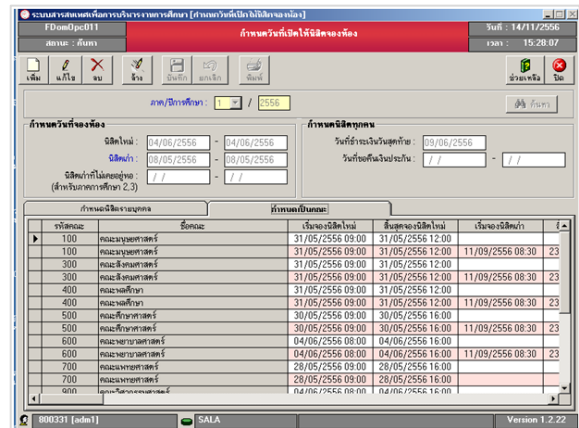 ระบบสารสนเทศเพื่อการบริหารงานการศึกษา [กำหนดวันที่เปิดให้นิสิตจองห้อง]
FDomOpc011
สถานะ : ค้นหา
กำหนดวันที่เปิดให้นิสิตจองห้อง
วันที่ : 14/11/2556
เวลา : 15:28:07
เพิ่ม แก้ไข ลบ ล้าง บันทึก ยกเลิก พิมพ์ ช่วยเหลือ ปิด
ภาค/ปีการศึกษา : 1 / 2556 ค้นหา
กำหนดวันที่จองห้อง
นิสิตใหม่ : 04/06/2556 - 04/06/2556
นิสิตเก่า : 08/05/2556 - 08/05/2556
นิสิตเก่าที่ไม่เคยอยู่หอ : / / - / /
(สำหรับภาคการศึกษา 2,3)
กำหนดนิสิตทุกคน
วันที่ชำระเงินวันสุดท้าย : 09/06/2556
วันที่ขอคืนเงินประกัน : / / - / /
กำหนดนิสิตรายบุคคล กำหนดเป็นคณะ
รหัสคณะ ชื่อคณะ เริ่มจองนิสิตใหม่ สิ้นสุดจองนิสิตใหม่ เริ่มจองนิสิตเก่า
100 คณะมนุษยศาสตร์ 31/05/2556 09:00 31/05/2556 12:00
100 คณะมนุษยศาสตร์ 31/05/2556 09:00 31/05/2556 12:00 11/09/2556 08:30 23
300 คณะสังคมศาสตร์ 31/05/2556 09:00 31/05/2556 12:00
300 คณะสังคมศาสตร์ 31/05/2556 09:00 31/05/2556 12:00 11/09/2556 08:30 23
400 คณะพลศึกษา 31/05/2556 09:00 31/05/2556 12:00
400 คณะพลศึกษา 31/05/2556 09:00 31/05/2556 12:00 11/09/2556 08:30 23
500 คณะศึกษาศาสตร์ 30/05/2556 09:00 30/05/2556 16:00
500 คณะศึกษาศาสตร์ 30/05/2556 09:00 30/05/2556 16:00 11/09/2556 08:30 23
600 คณะพยาบาลศาสตร์ 04/06/2556 08:00 04/06/2556 16:00
600 คณะพยาบาลศาสตร์ 04/06/2556 08:00 04/06/2556 16:00 11/09/2556 08:30 23
700 คณะแพทยศาสตร์ 28/05/2556 09:00 28/05/2556 16:00
700 คณะแพทยศาสตร์ 28/05/2556 09:00 28/05/2556 16:00
900 คณะวิศวกรรมศาสตร์ 04/06/2556 08:00 04/06/2556 16:00
800331 [adm1] SALA Version 1.2.22